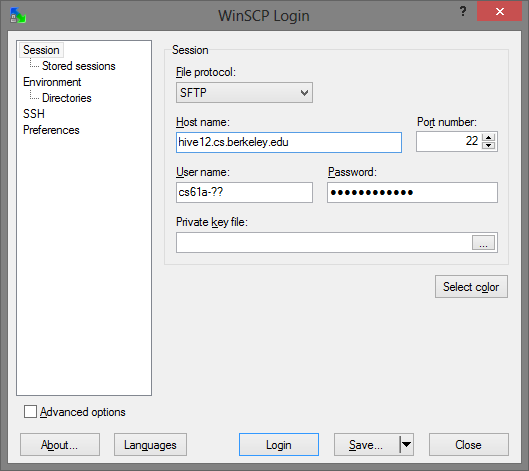 WinSCP Login
?
Session
Stored sessions
Environment
Directories
SSH
Preferences
Session
File protocol:
SFTP
Host name:
Port number:
hive12.cs.berkeley.edu
22
User name:
Password:
cs61a-??
●●●●●●●●●●●●
Private key file:
...
Select color
Advanced options
About...
Languages
Login
Save...
Close